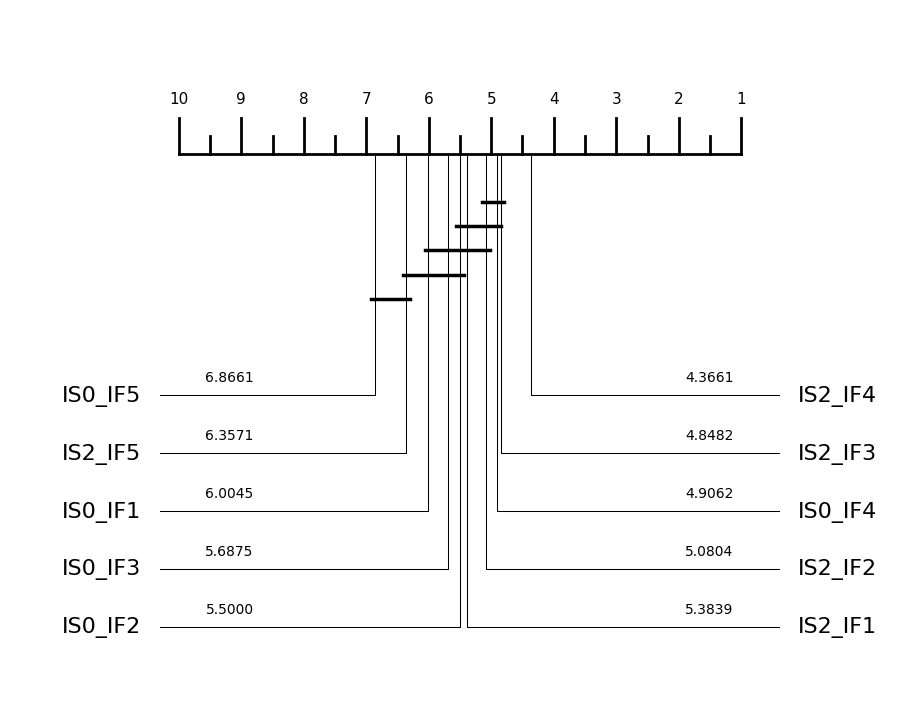 10 9 8 7 6 5 4 3 2 1
IS0_IF5 6.8661 4.3661 IS2_IF4
IS2_IF5 6.3571 4.8482 IS2_IF3
IS0_IF1 6.0045 4.9062 IS0_IF4
IS0_IF3 5.6875 5.0804 IS2_IF2
IS0_IF2 5.5000 5.3839 IS2_IF1